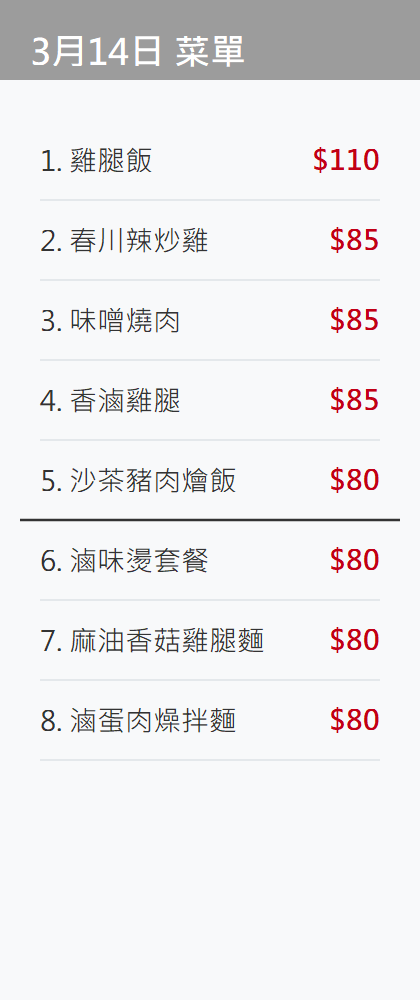 3月14日 菜單
1. 雞腿飯 $110
2. 春川辣炒雞 $85
3. 味噌燒肉 $85
4. 香滷雞腿 $85
5. 沙茶豬肉燴飯 $80
6. 滷味燙套餐 $80
7. 麻油香菇雞腿麵 $80
8. 滷蛋肉燥拌麵 $80